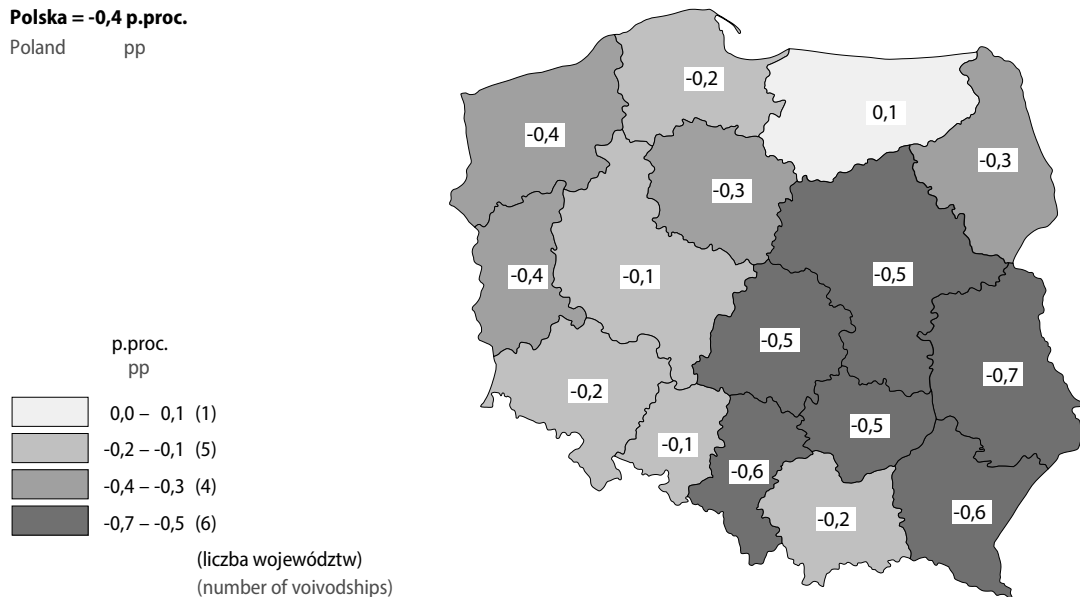 Polska = -0,4 p.proc.
Poland pp
-0,2
0,1
-0,4
-0,3
-0,3
-0,4
-0,1
-0,5
-0,5
-0,7
-0,2
-0,5
-0,1
-0,6
-0,6
-0,2
p.proc.
pp
0,0 – 0,1 (1)
-0,2 – -0,1 (5)
-0,4 – -0,3 (4)
-0,7 – -0,5 (6)
(liczba województw)
(number of voivodships)